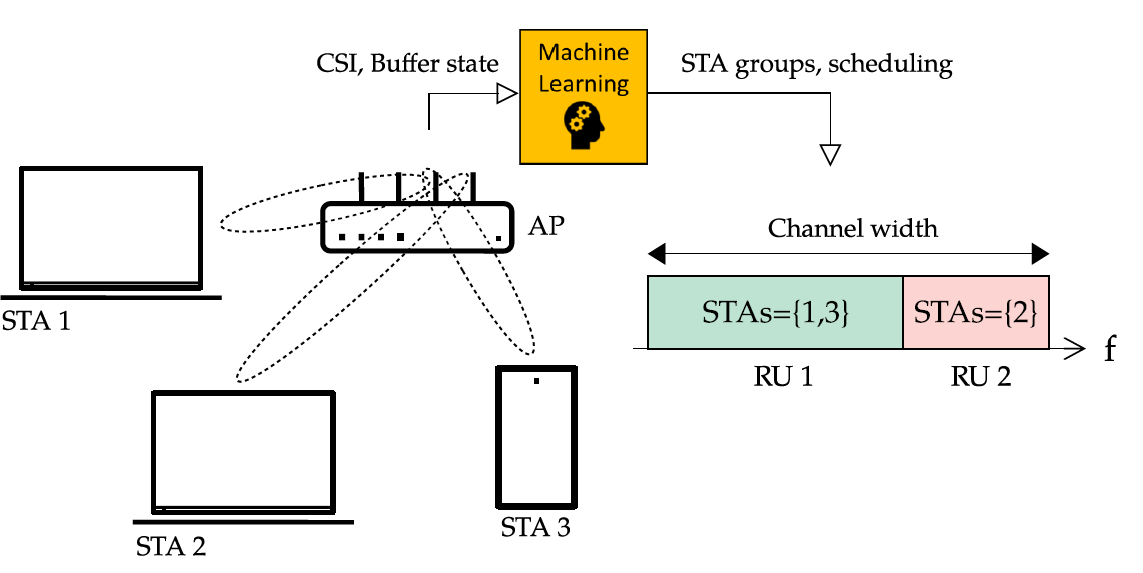 CSI, Buffer state
Machine
Learning
STA groups, scheduling
AP
Channel width
STAs={1,3}
STAs={2}
f
RU 1
RU 2
STA 1
STA 2
STA 3